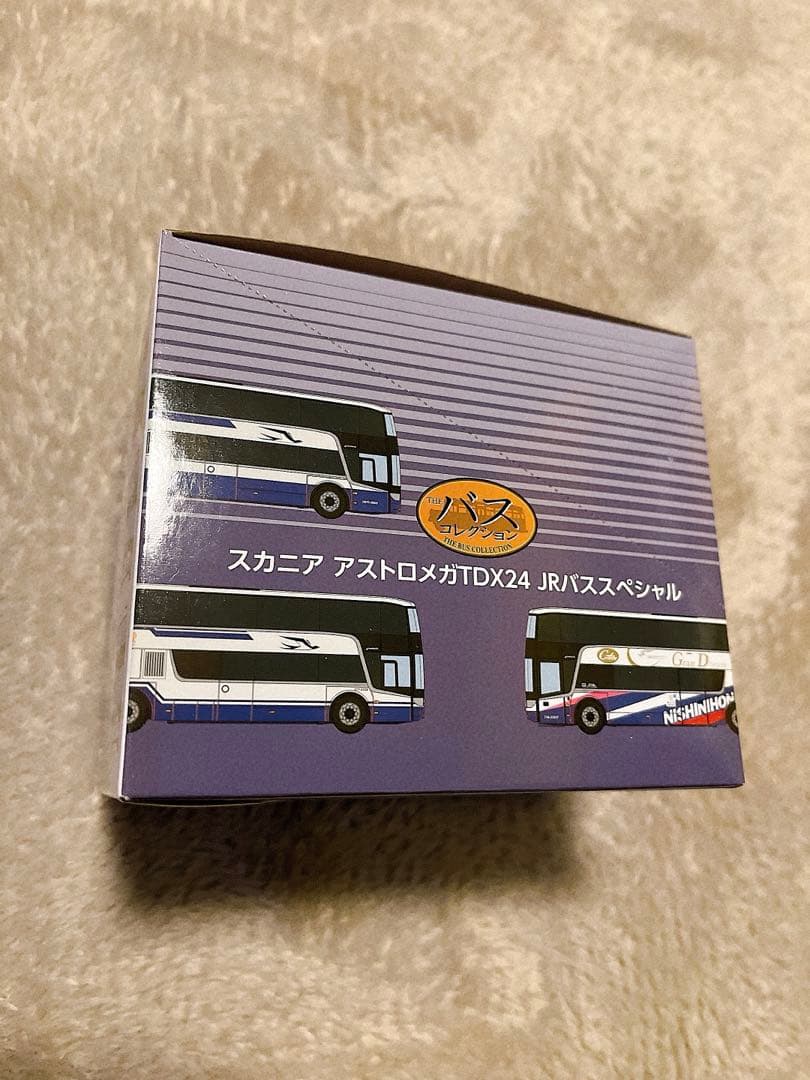 THE
バス
コレクション
THE BUS COLLECTION
スカニア アストロメガTDX24 JRバススペシャル
Gran D
NISHINIHON